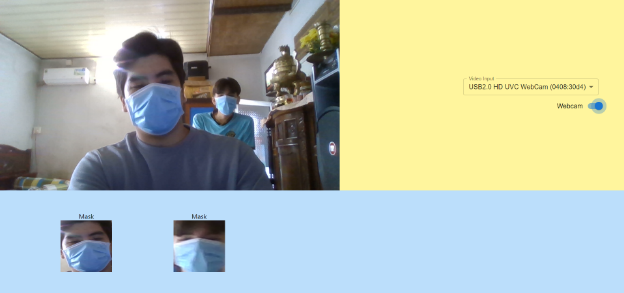 Video Input
USB2.0 HD UVC WebCam (0408:30d4)
Webcam
Mask
Mask